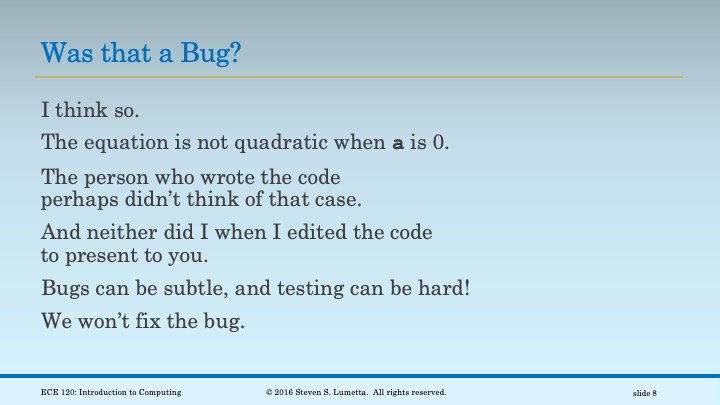 Was that a Bug?
I think so.
The equation is not quadratic when a is 0.
The person who wrote the code
perhaps didn’t think of that case.
And neither did I when I edited the code
to present to you.
Bugs can be subtle, and testing can be hard!
We won’t fix the bug.
ECE 120: Introduction to Computing © 2016 Steven S. Lumetta. All rights reserved. slide 8